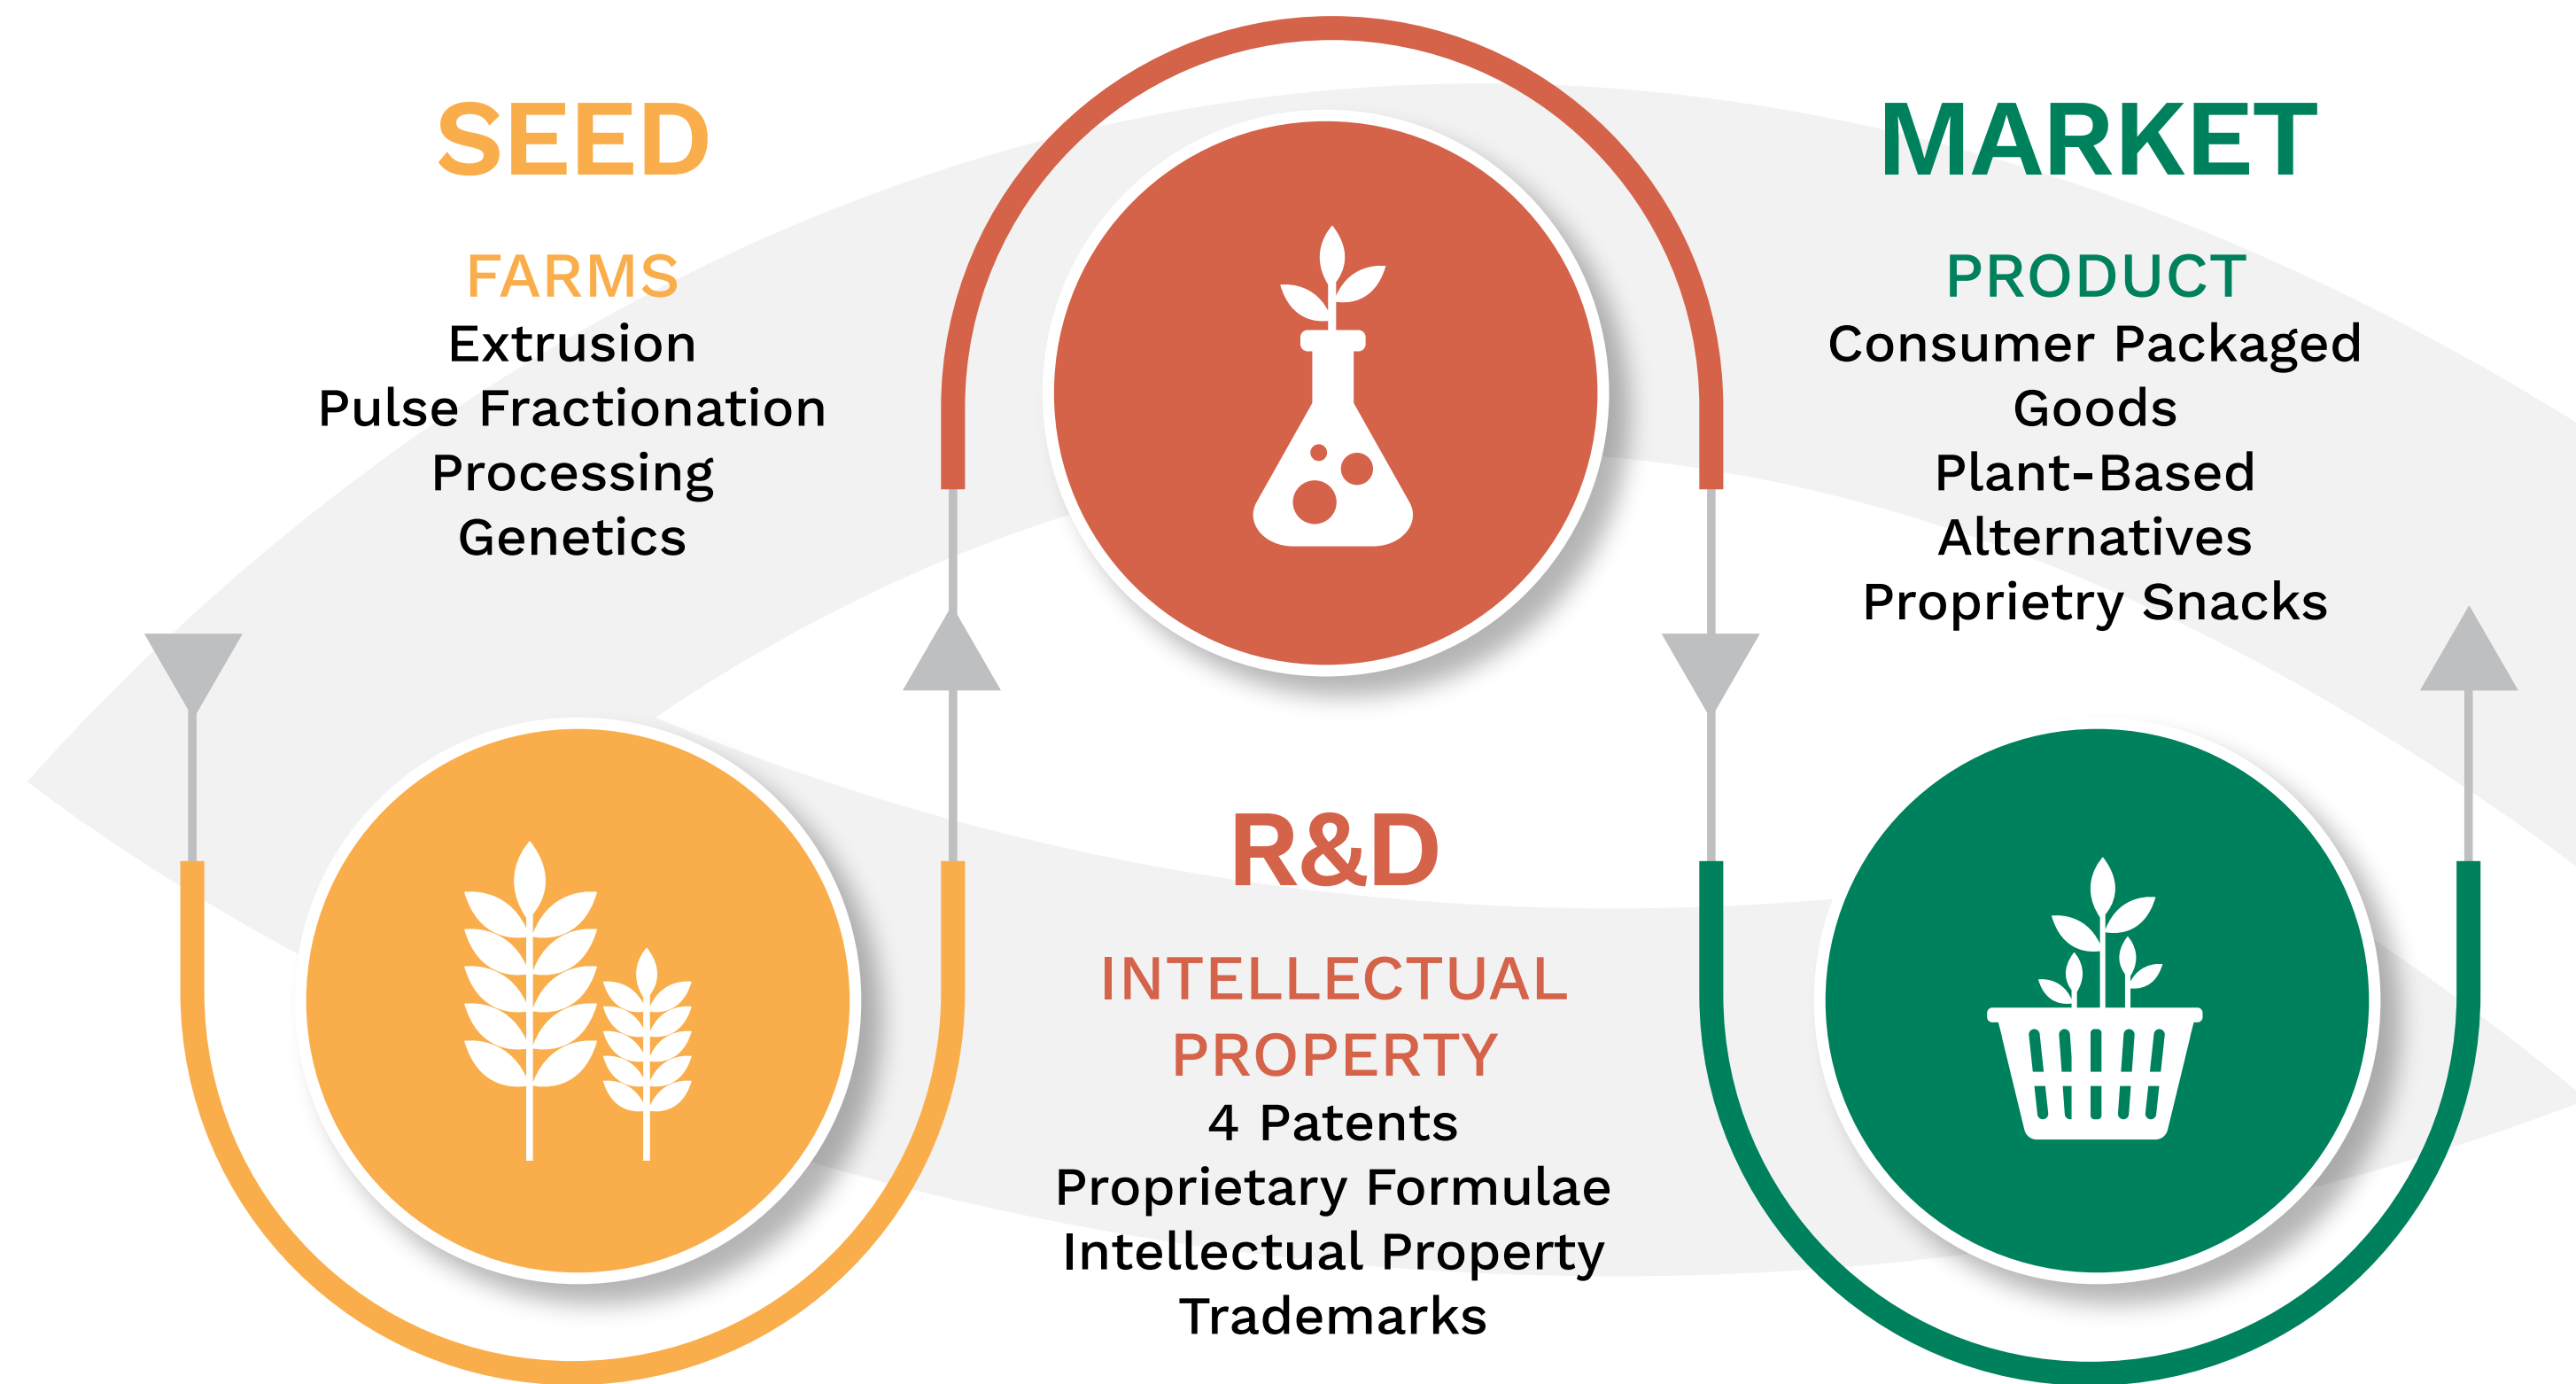 SEED
FARMS
Extrusion
Pulse Fractionation
Processing
Genetics
R&D
INTELLECTUAL
PROPERTY
4 Patents
Proprietary Formulae
Intellectual Property
Trademarks
MARKET
PRODUCT
Consumer Packaged
Goods
Plant-Based
Alternatives
Proprietry Snacks